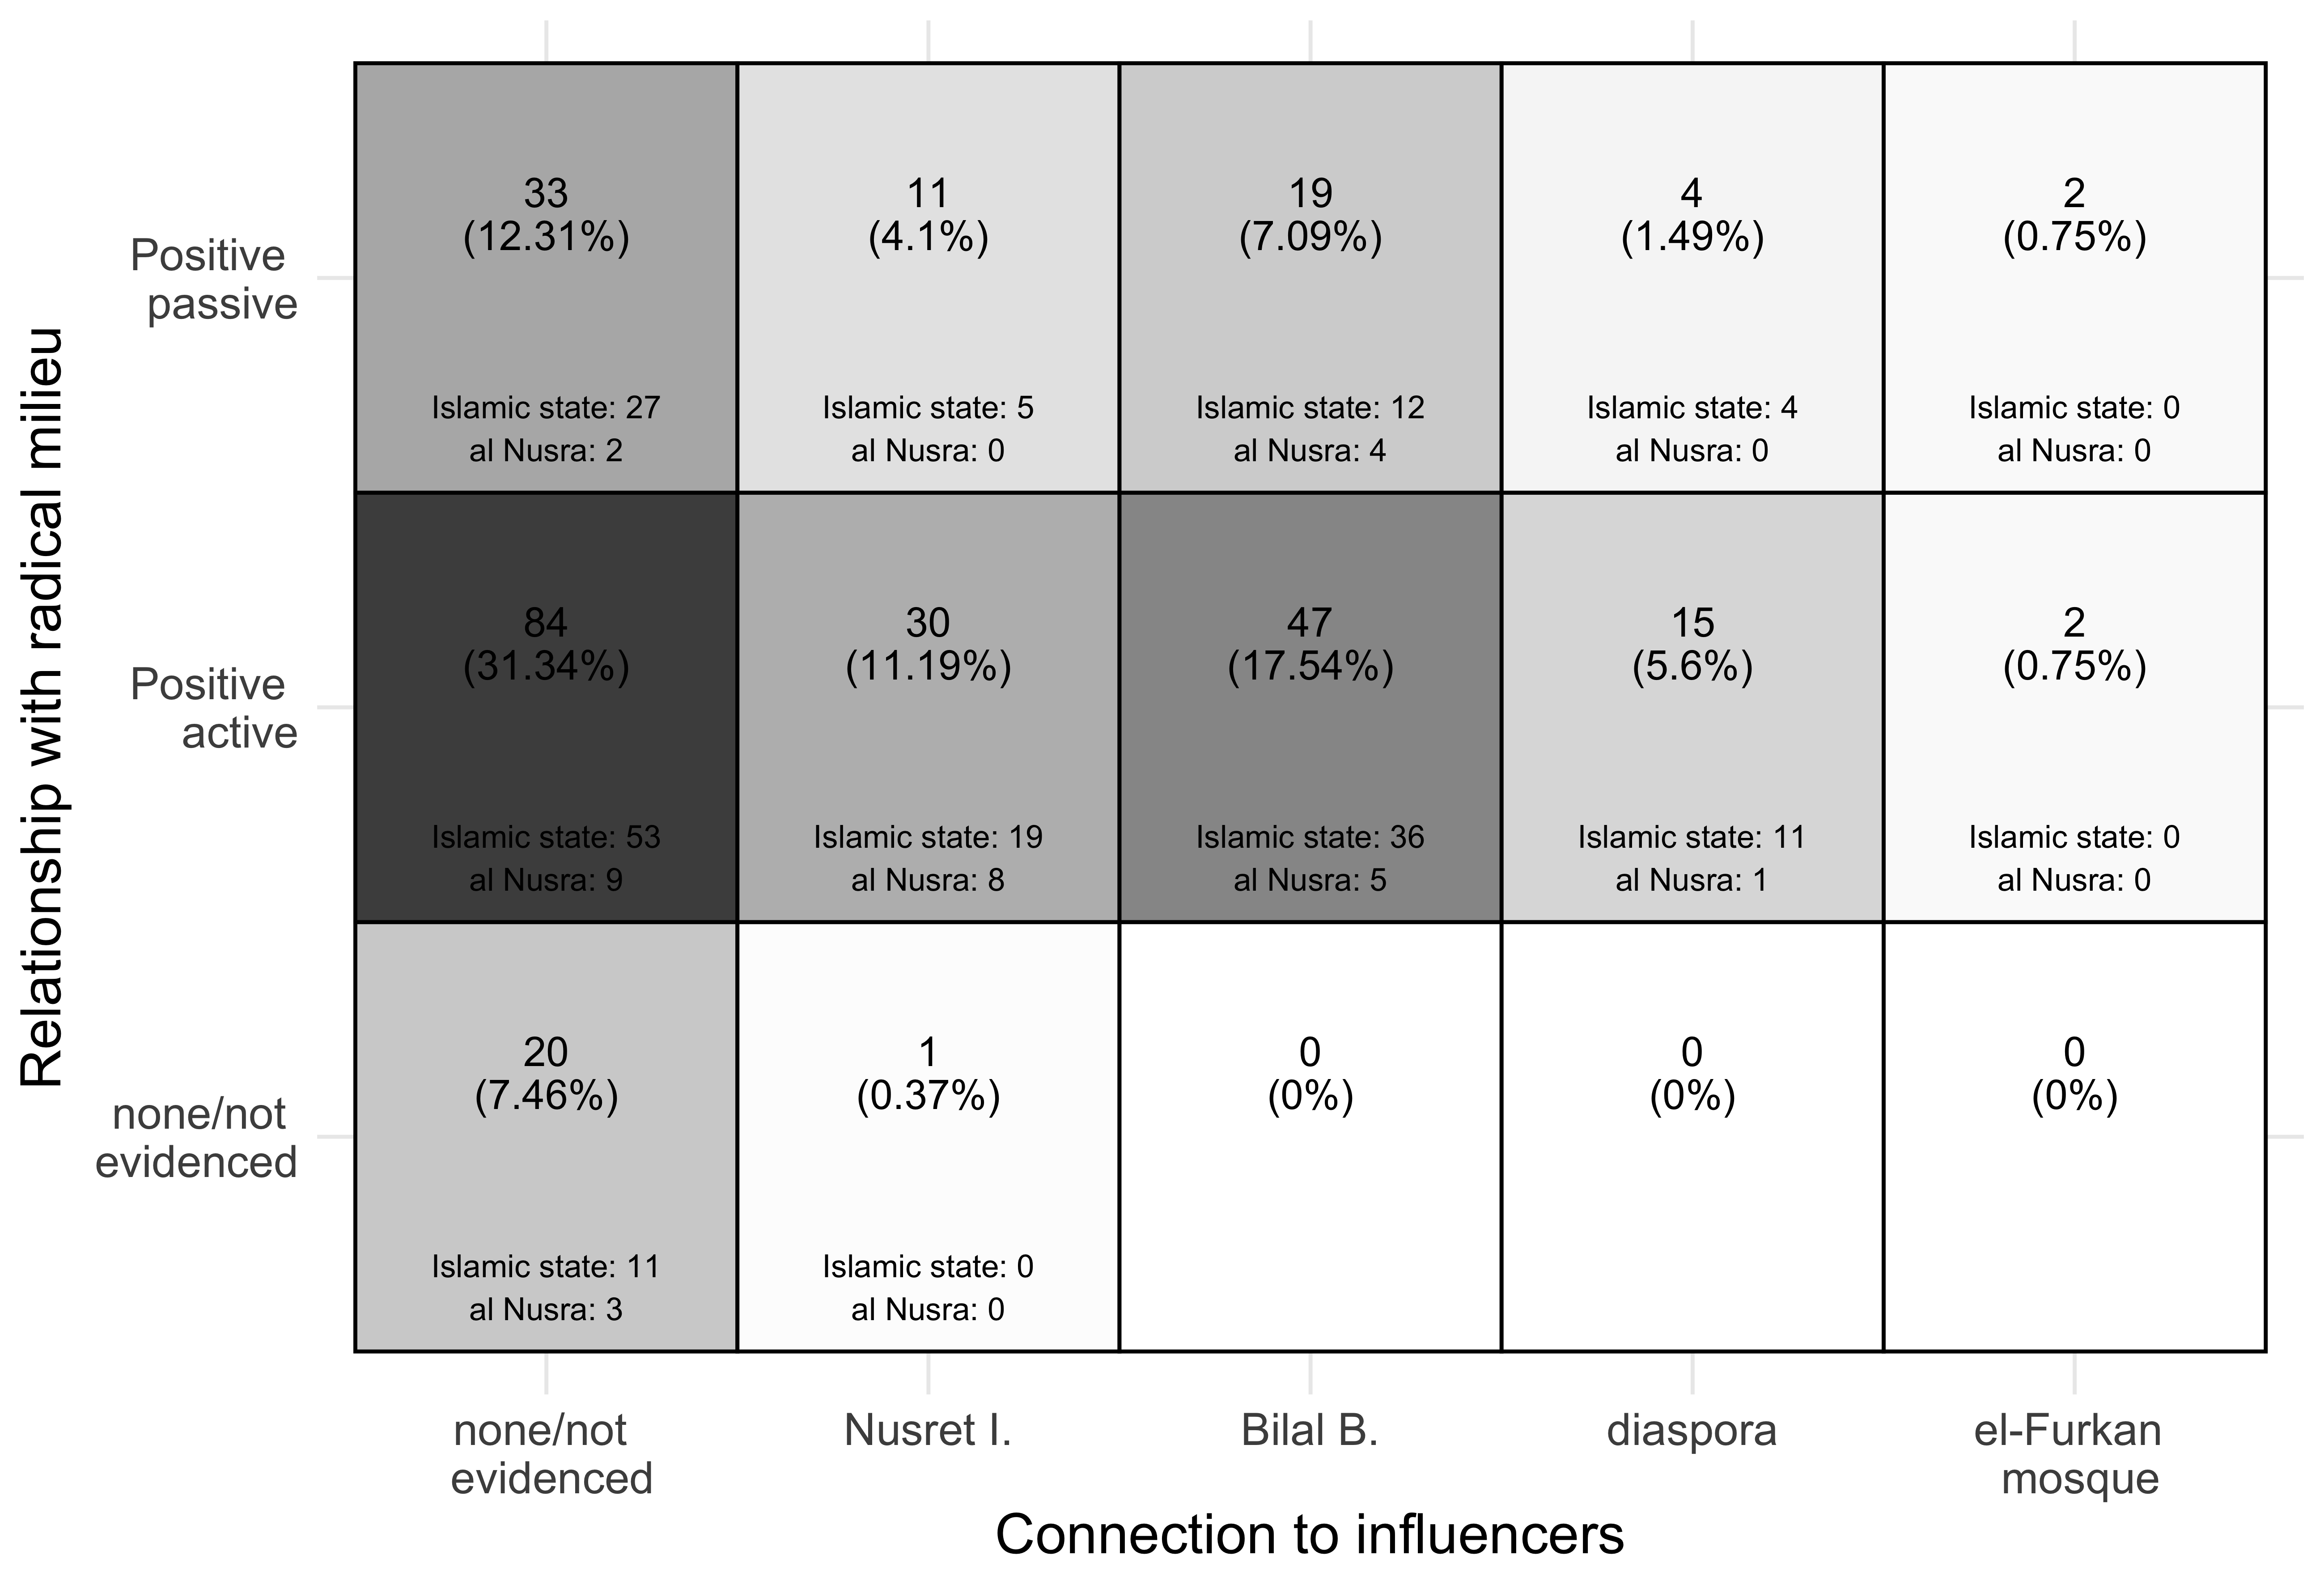 Relationship with radical milieu
Positive
passive
33
(12.31%)
Islamic state: 27
al Nusra: 2
11
(4.1%)
Islamic state: 5
al Nusra: 0
19
(7.09%)
Islamic state: 12
al Nusra: 4
4
(1.49%)
Islamic state: 4
al Nusra: 0
2
(0.75%)
Islamic state: 0
al Nusra: 0
Positive
active
84
(31.34%)
Islamic state: 53
al Nusra: 9
30
(11.19%)
Islamic state: 19
al Nusra: 8
47
(17.54%)
Islamic state: 36
al Nusra: 5
15
(5.6%)
Islamic state: 11
al Nusra: 1
2
(0.75%)
Islamic state: 0
al Nusra: 0
none/not
evidenced
20
(7.46%)
Islamic state: 11
al Nusra: 3
1
(0.37%)
Islamic state: 0
al Nusra: 0
0
(0%)
0
(0%)
0
(0%)
none/not
evidenced
Nusret I.
Bilal B.
diaspora
el-Furkan
mosque
Connection to influencers